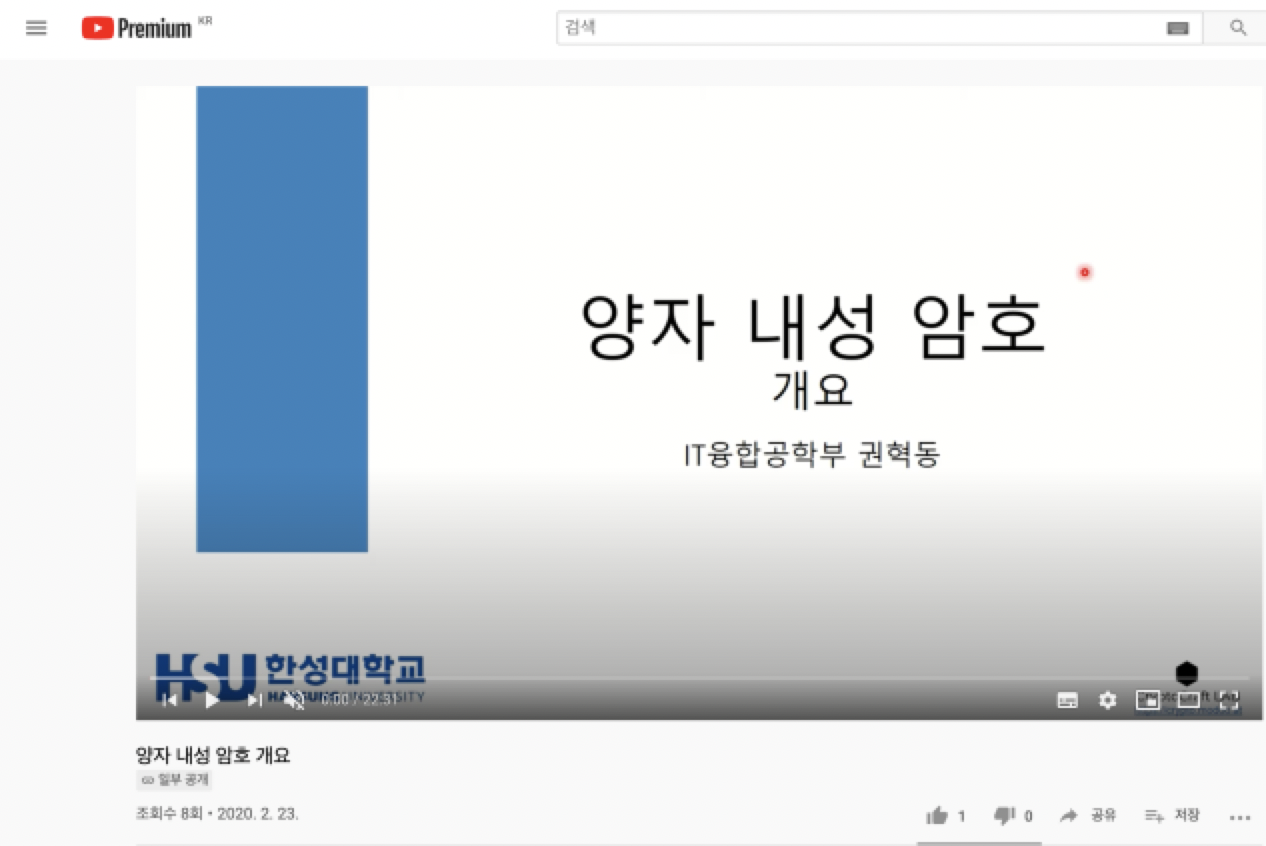 Premium KR
검색
양자 내성 암호
개요
IT융합공학부 권혁동
HSU 한성대학교
0:00 / 22:31
양자 내성 암호 개요
일부 공개
조회수 8회 • 2020. 2. 23.
1 0 공유 저장